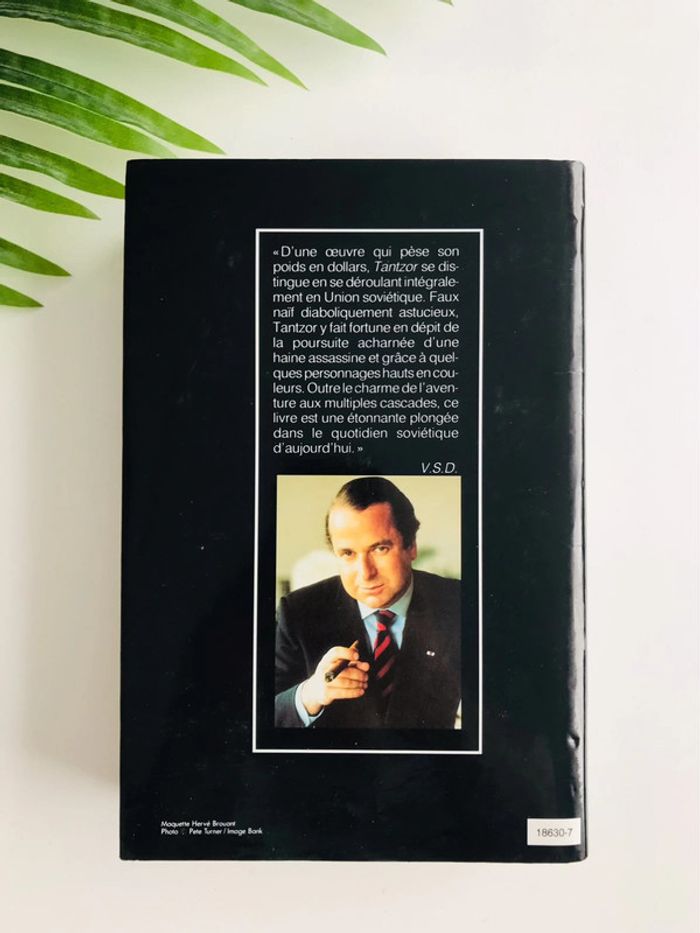 « D'une œuvre qui pèse son
poids en dollars, Tantzor se dis-
tingue en se déroulant intégrale-
ment en Union soviétique. Faux
naïf diaboliquement astucieux,
Tantzor y fait fortune en dépit de
la poursuite acharnée d'une
haine assassine et grâce à quel-
ques personnages hauts en cou-
leurs. Outre le charme de l'aven-
ture aux multiples cascades, ce
livre est une étonnante plongée
dans le quotidien soviétique
d'aujourd'hui. »
V.S.D.
Maquette Hervé Brouant
Photo : Pete Turner / Image Bank
18630-7